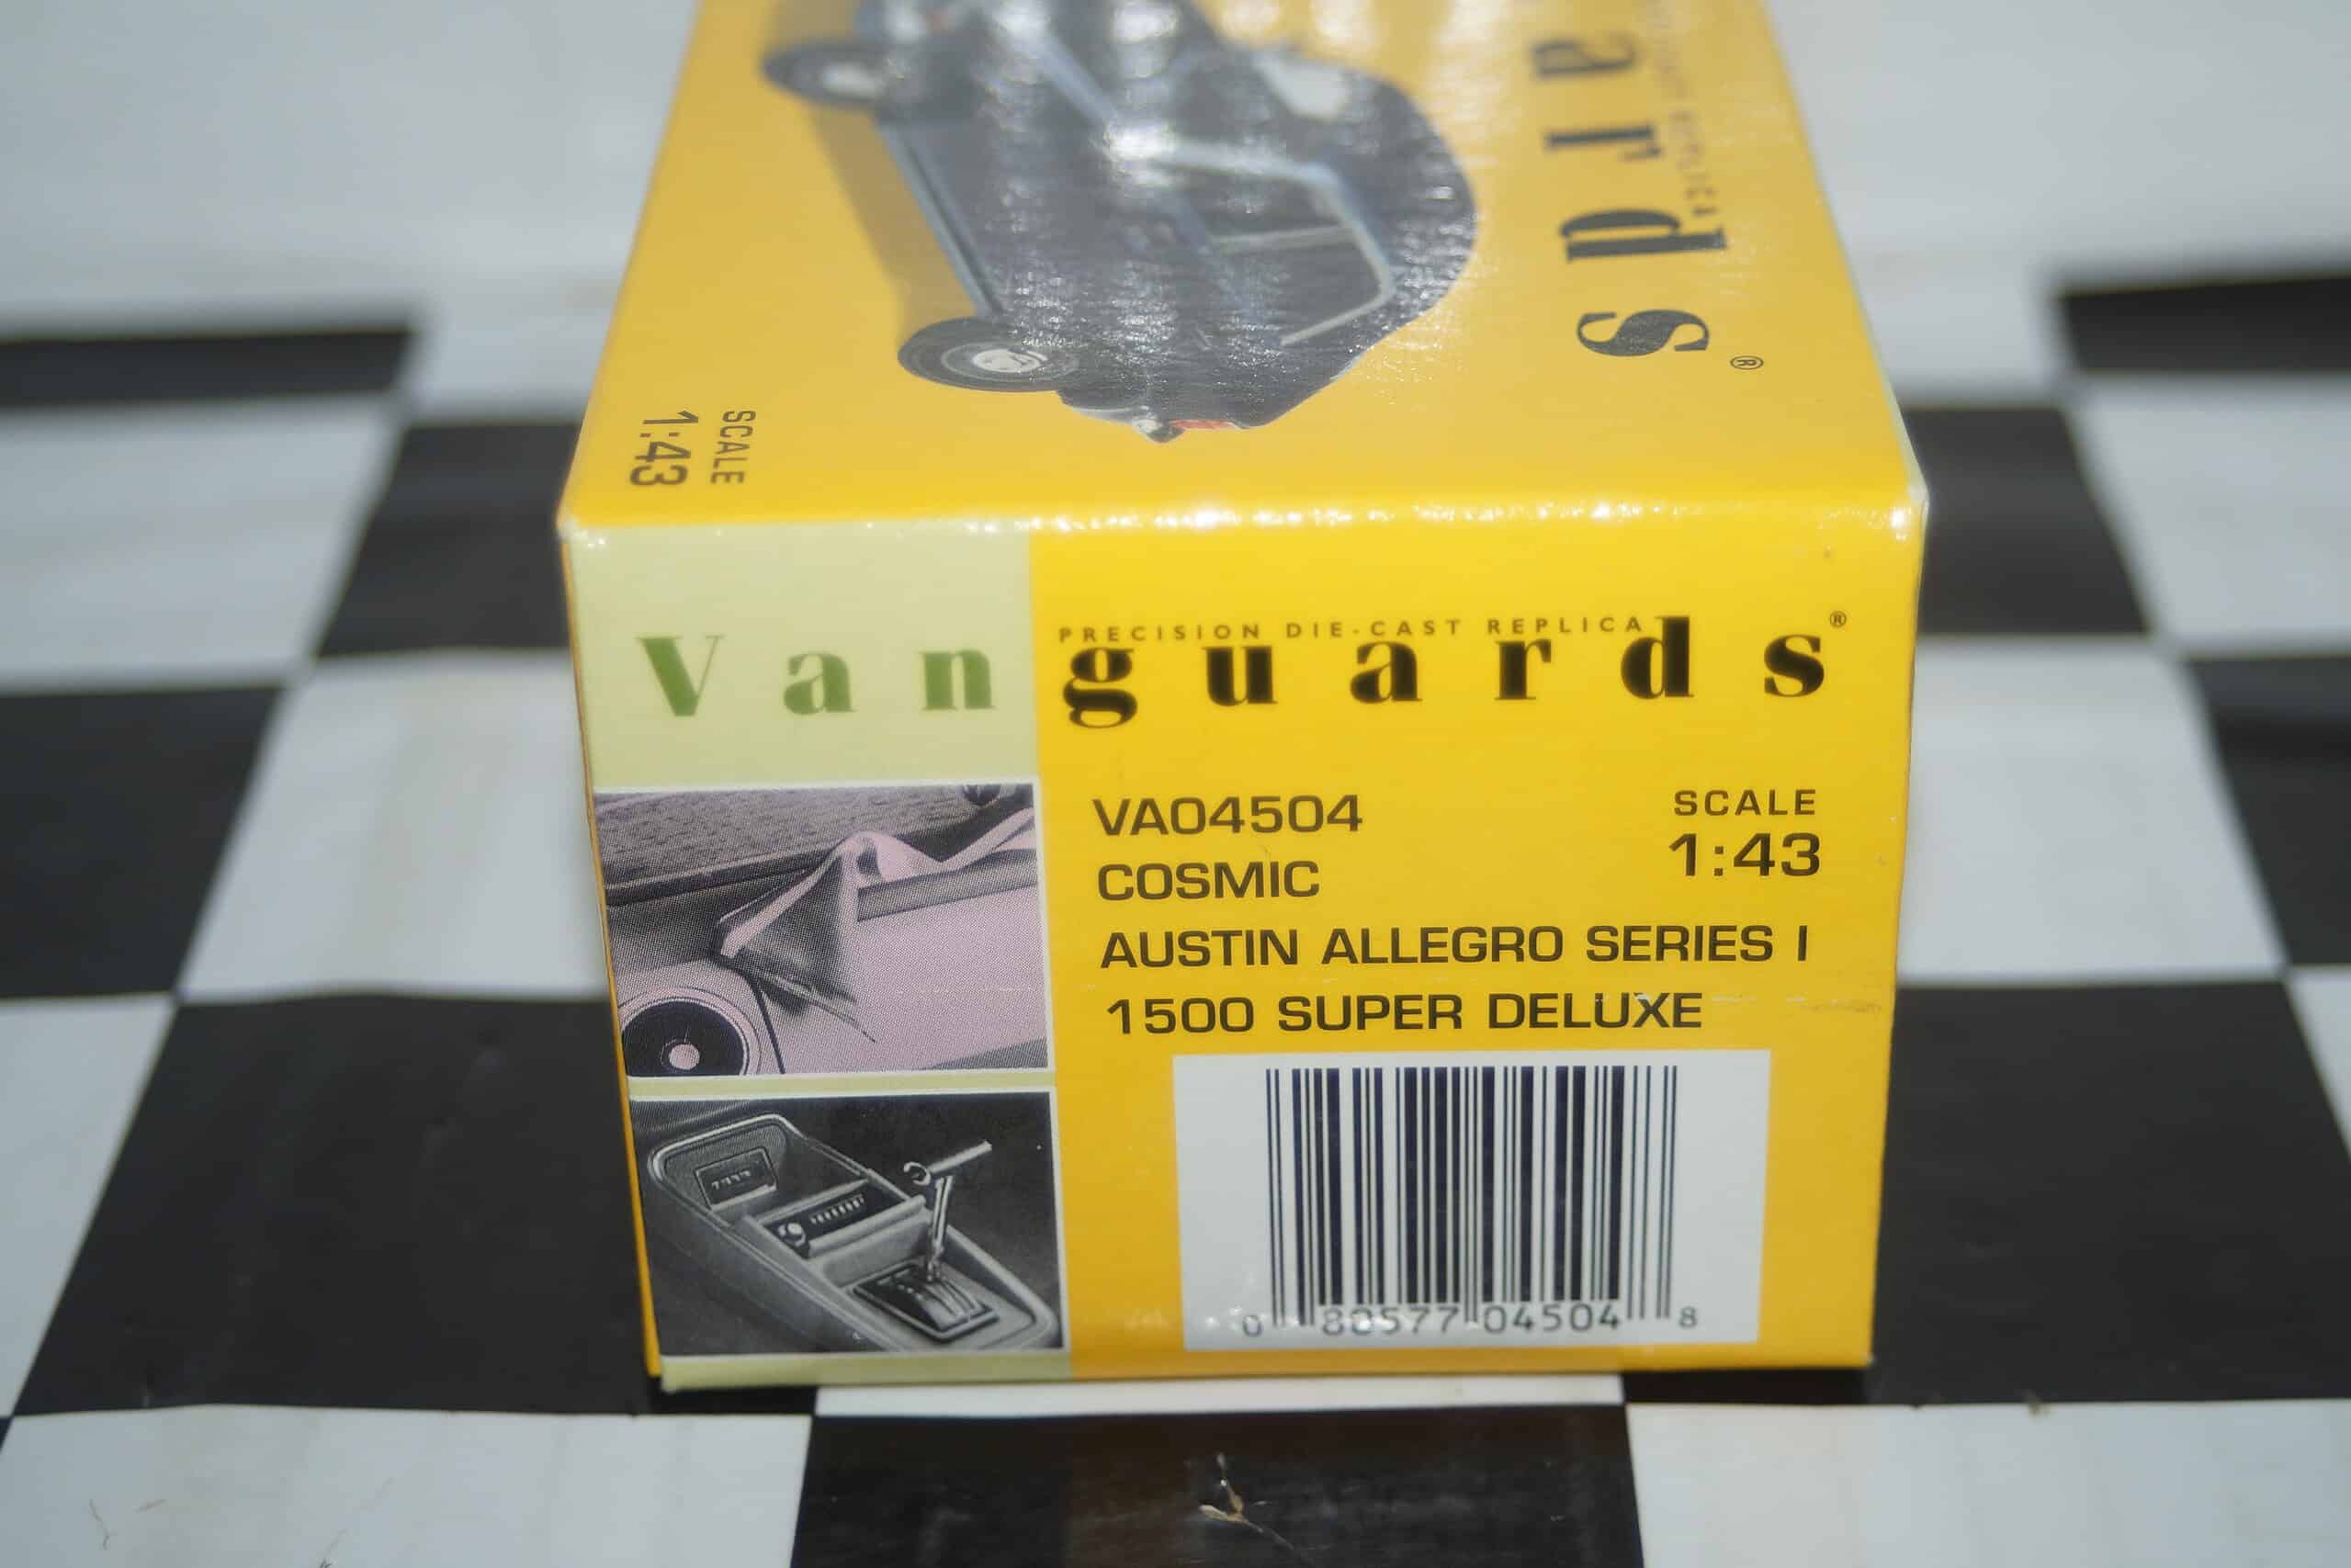 ards®
SCALE
1:43
PRECISION DIE-CAST REPLICA
Vanguards®
VA04504
COSMIC
AUSTIN ALLEGRO SERIES I
1500 SUPER DELUXE
SCALE
1:43
0 80577 04504 8